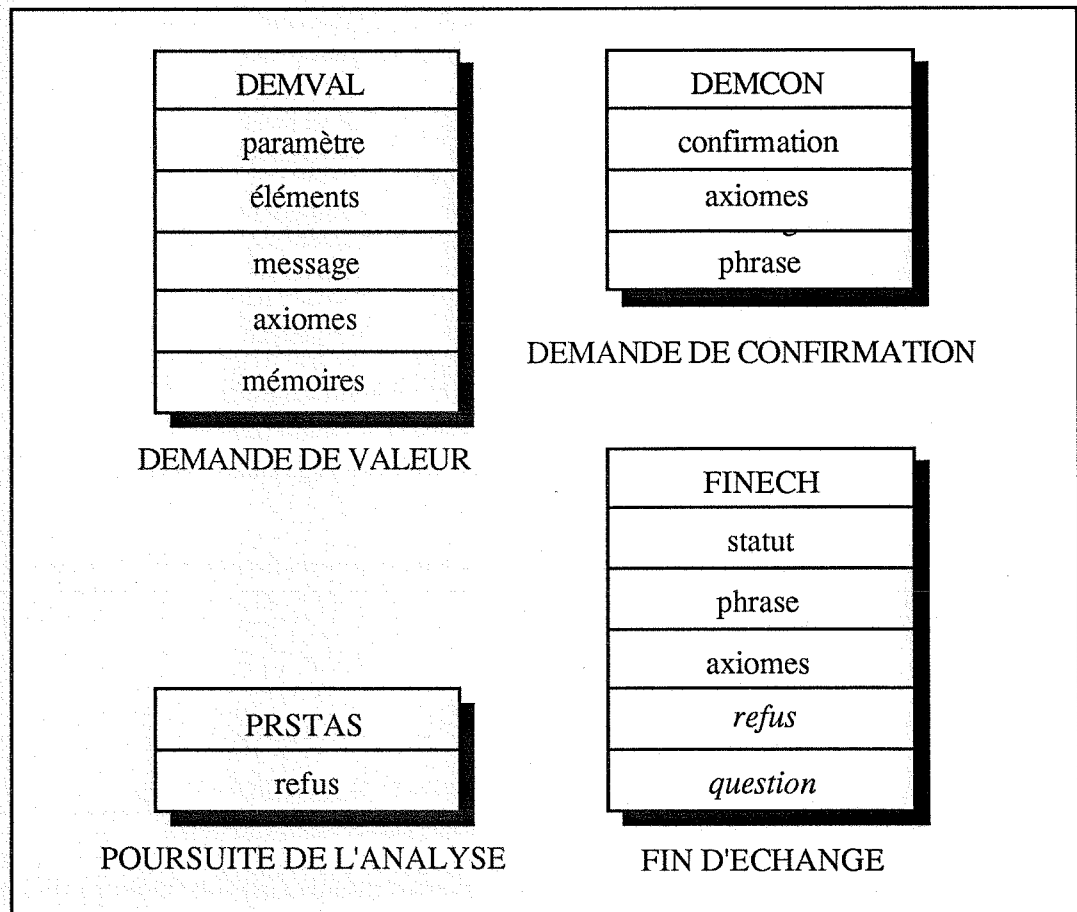 DEMVAL
paramètre
éléments
message
axiomes
mémoires
DEMANDE DE VALEUR
DEMCON
confirmation
axiomes
phrase
DEMANDE DE CONFIRMATION
PRSTAS
refus
POURSUITE DE L'ANALYSE
FINECH
statut
phrase
axiomes
refus
question
FIN D'ECHANGE